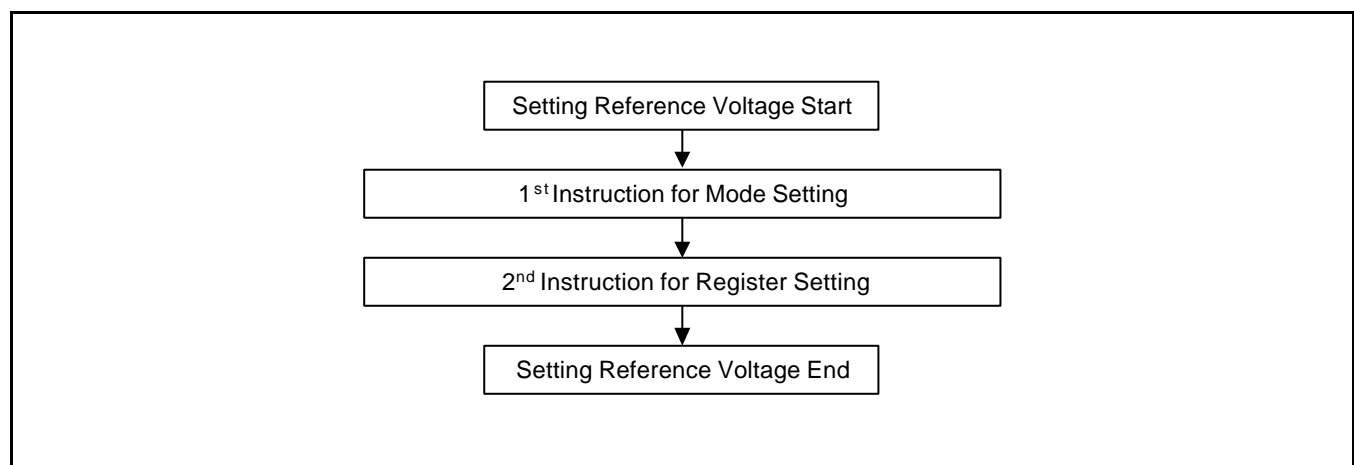 Setting Reference Voltage Start
1st Instruction for Mode Setting
2nd Instruction for Register Setting
Setting Reference Voltage End